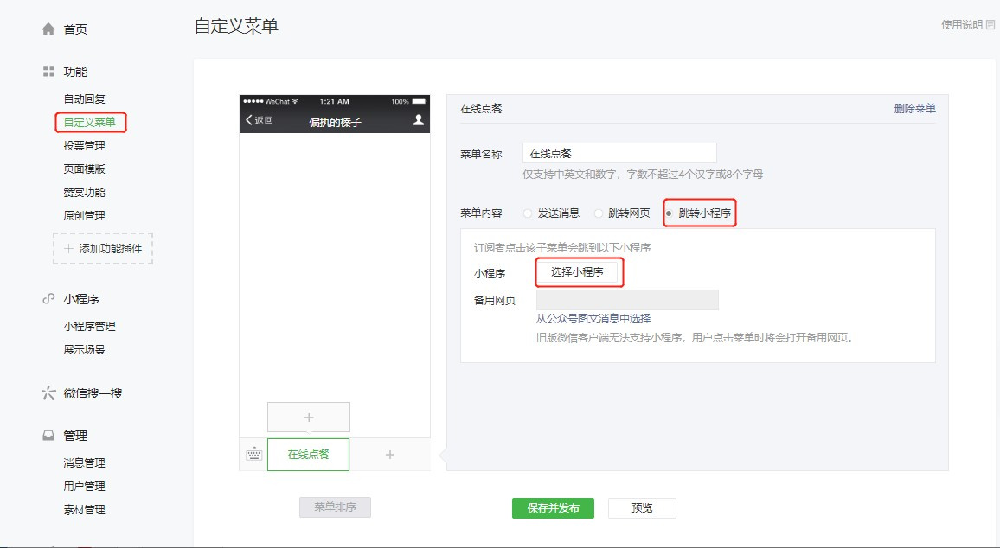 首页
功能
自动回复
自定义菜单
投票管理
页面模版
赞赏功能
原创管理
添加功能插件
小程序
小程序管理
展示场景
微信搜一搜
管理
消息管理
用户管理
素材管理
自定义菜单
使用说明
WeChat 1:21 AM 100%
返回 偏执的榛子
在线点餐
菜单排序
在线点餐 删除菜单
菜单名称 在线点餐
仅支持中英文和数字，字数不超过4个汉字或8个字母
菜单内容 发送消息 跳转网页 跳转小程序
订阅者点击该子菜单会跳到以下小程序
小程序 选择小程序
备用网页
从公众号图文消息中选择
旧版微信客户端无法支持小程序，用户点击菜单时将会打开备用网页。
保存并发布 预览